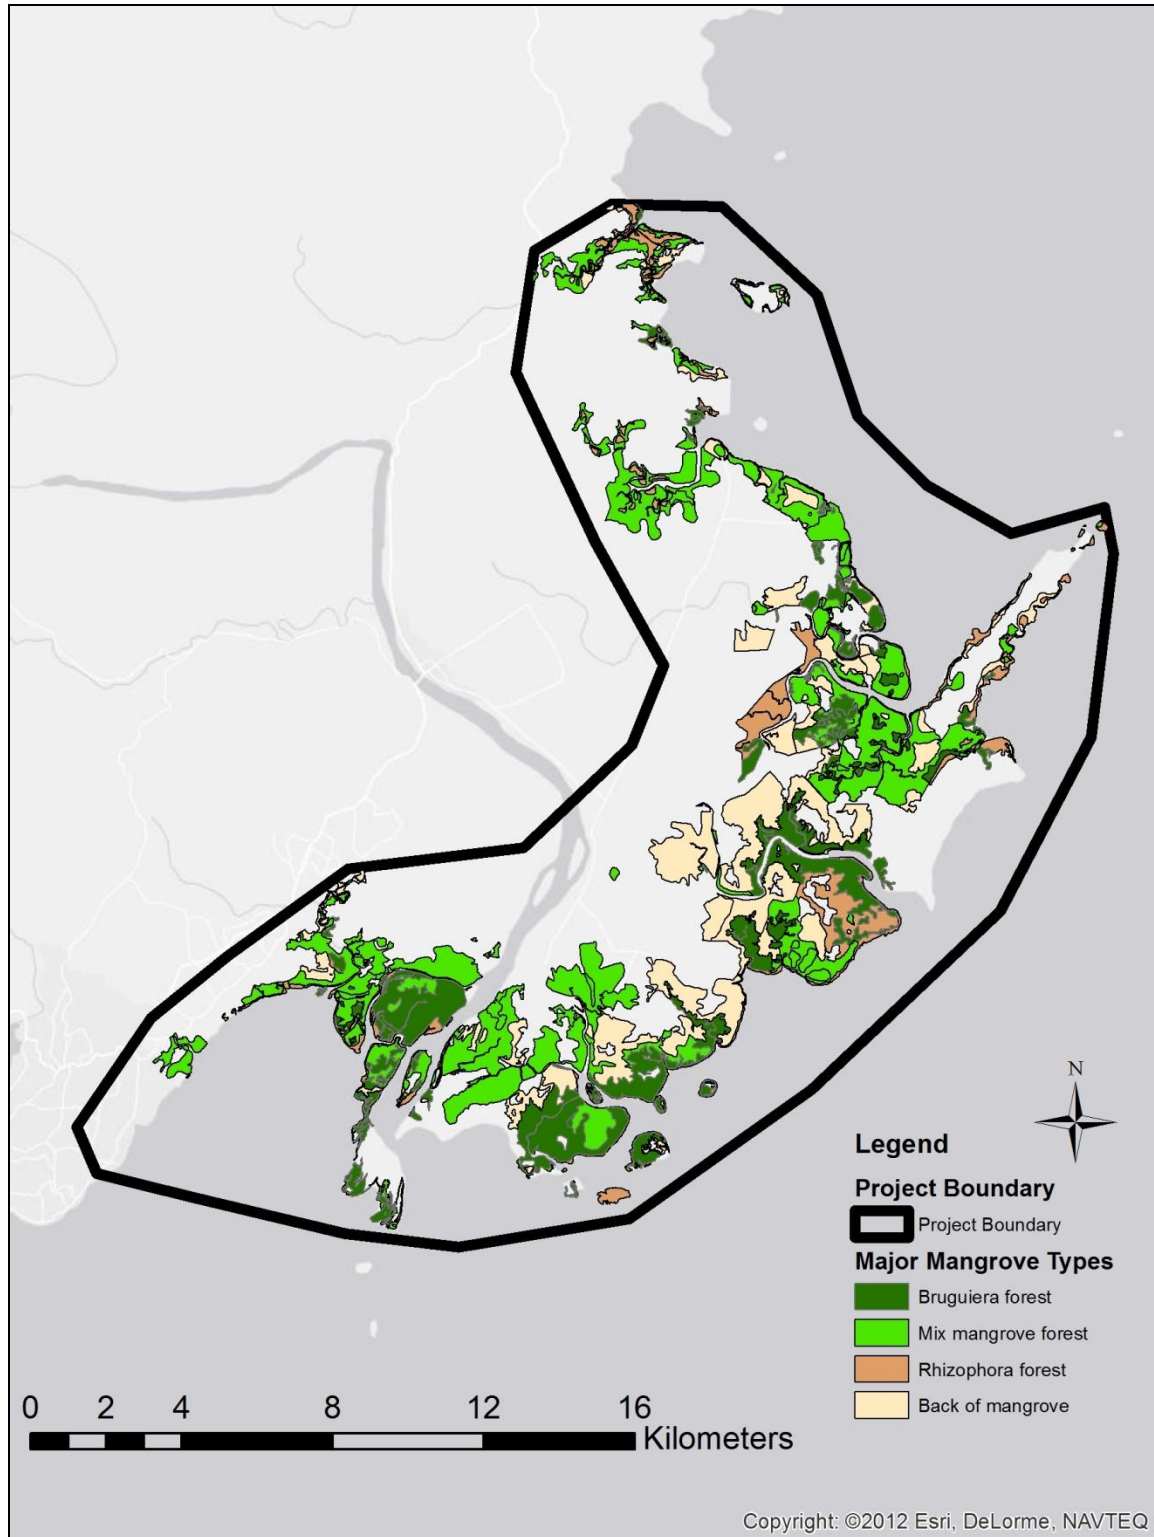 N
Legend
Project Boundary
Project Boundary
Major Mangrove Types
Bruguiera forest
Mix mangrove forest
Rhizophora forest
Back of mangrove
0 2 4 8 12 16
Kilometers
Copyright: ©2012 Esri, DeLorme, NAVTEQ